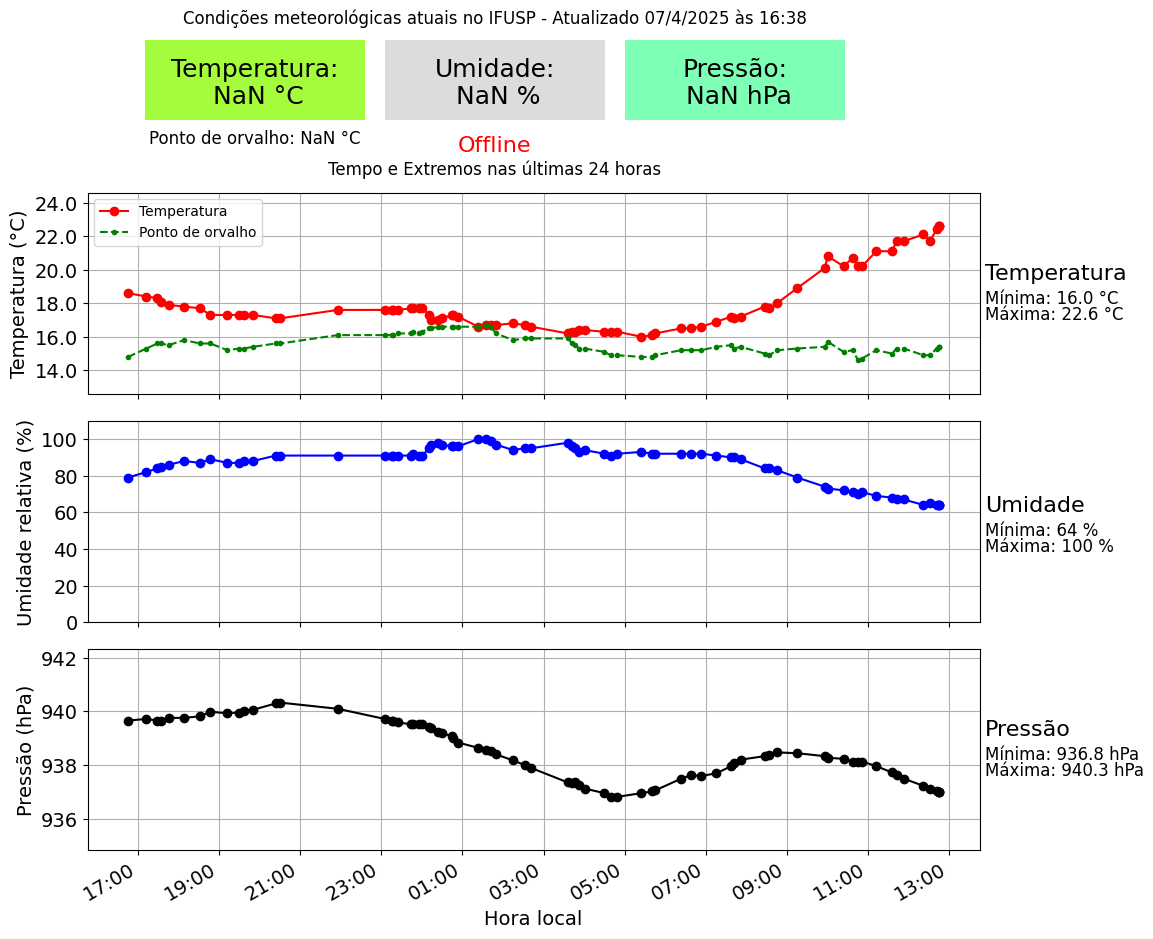 Condições meteorológicas atuais no IFUSP - Atualizado 07/4/2025 às 16:38
Temperatura:
NaN °C
Umidade:
NaN %
Pressão:
NaN hPa
Ponto de orvalho: NaN °C
Offline
Tempo e Extremos nas últimas 24 horas
Temperatura (°C)
24.0
22.0
20.0
18.0
16.0
14.0
Temperatura
Ponto de orvalho
Temperatura
Mínima: 16.0 °C
Máxima: 22.6 °C
Umidade relativa (%)
100
80
60
40
20
0
Umidade
Mínima: 64 %
Máxima: 100 %
Pressão (hPa)
942
940
938
936
Pressão
Mínima: 936.8 hPa
Máxima: 940.3 hPa
17:00
19:00
21:00
23:00
01:00
03:00
05:00
07:00
09:00
11:00
13:00
Hora local